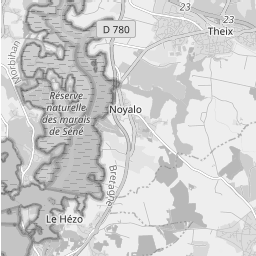 23
Theix
D 780
23
Morbihan
Réserve
naturelle
des marais
de Séné
Noyalo
Bretagne
Le Hézo